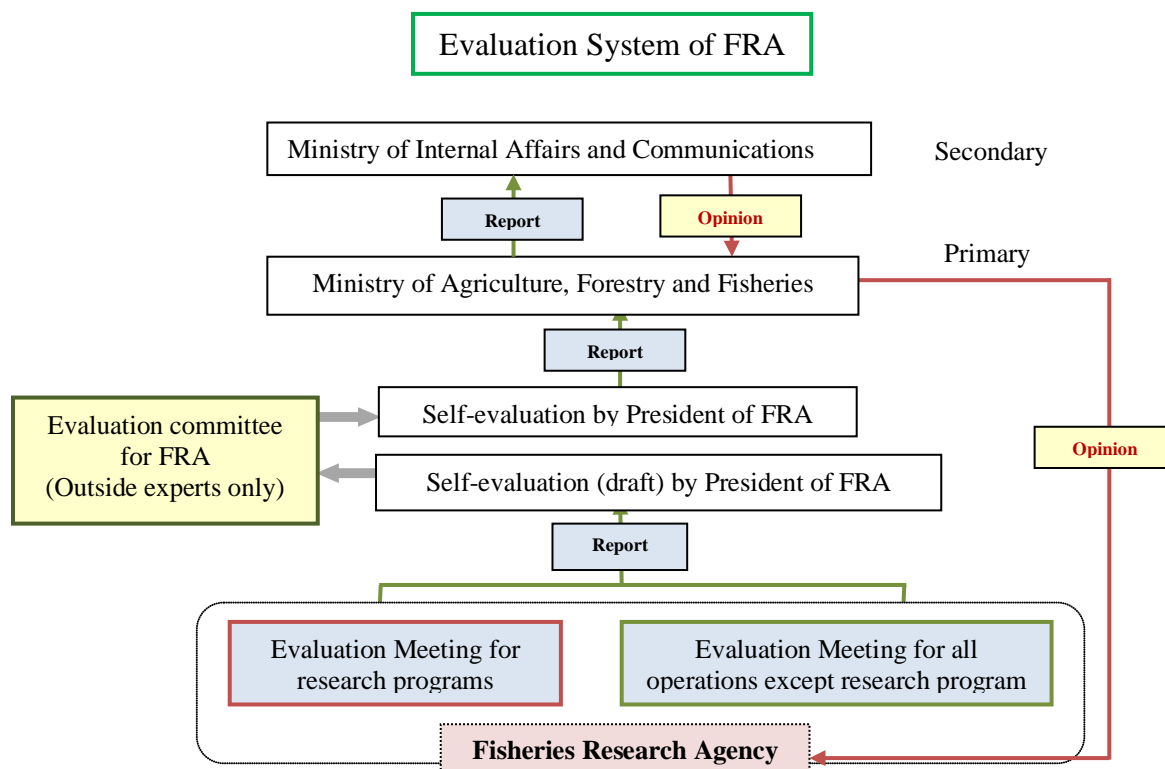 Evaluation System of FRA
Ministry of Internal Affairs and Communications
Secondary
Report
Opinion
Primary
Ministry of Agriculture, Forestry and Fisheries
Report
Self-evaluation by President of FRA
Evaluation committee
for FRA
(Outside experts only)
Opinion
Self-evaluation (draft) by President of FRA
Report
Evaluation Meeting for
research programs
Evaluation Meeting for all
operations except research program
Fisheries Research Agency